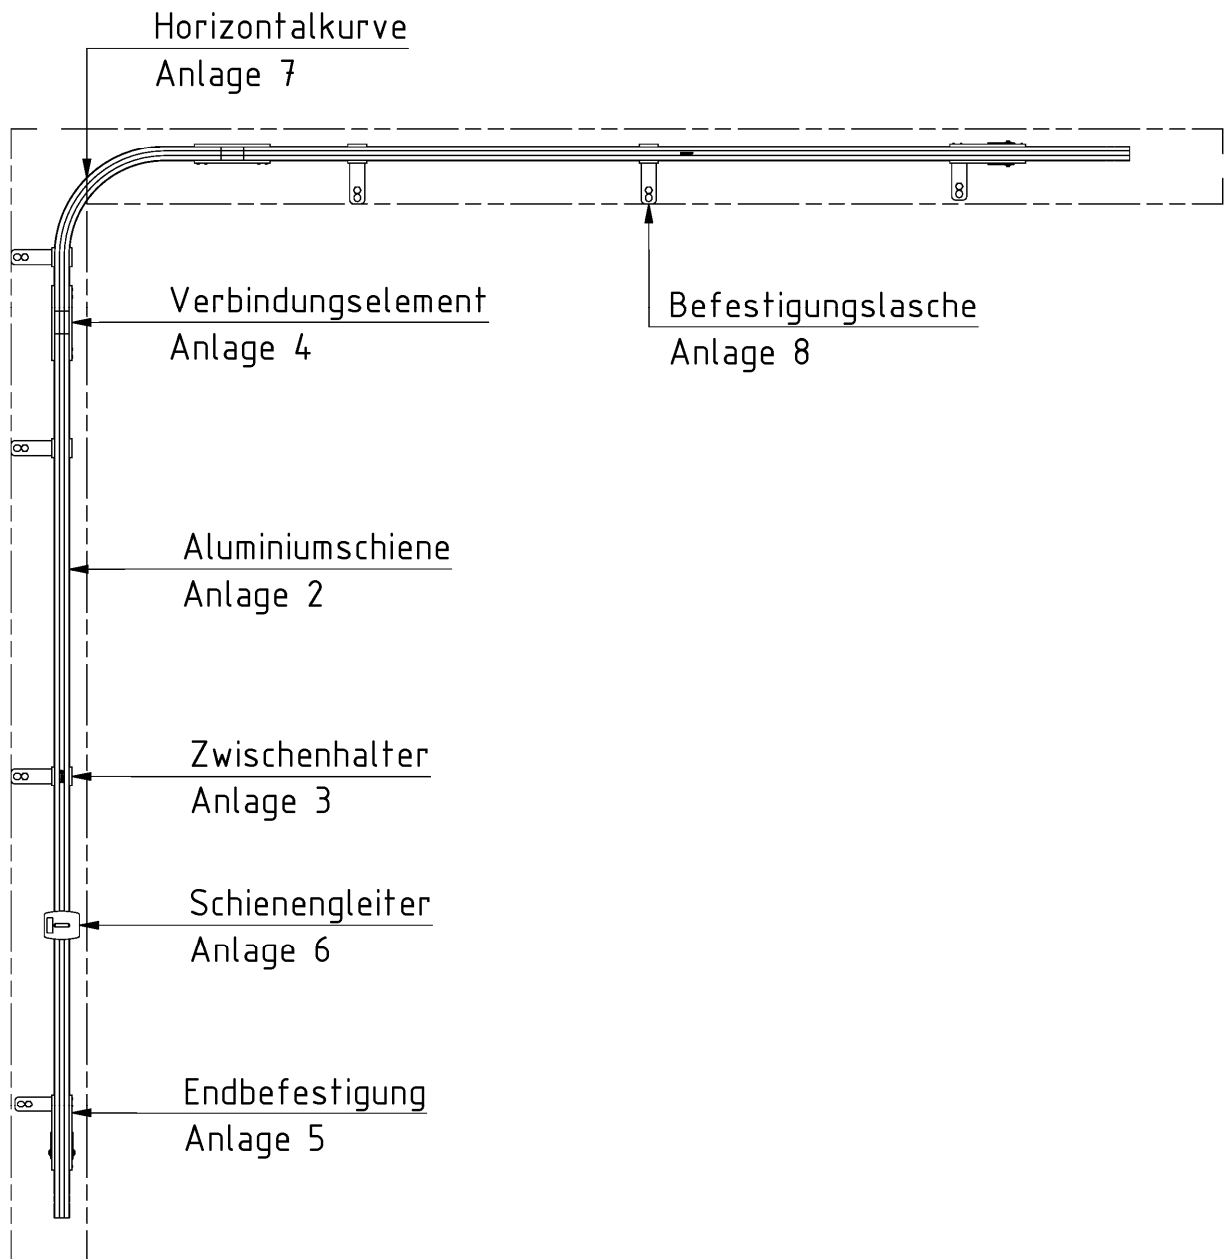 Horizontalkurve
Anlage 7
Verbindungselement
Anlage 4
Befestigungslasche
Anlage 8
Aluminiumschiene
Anlage 2
Zwischenhalter
Anlage 3
Schienengleiter
Anlage 6
Endbefestigung
Anlage 5